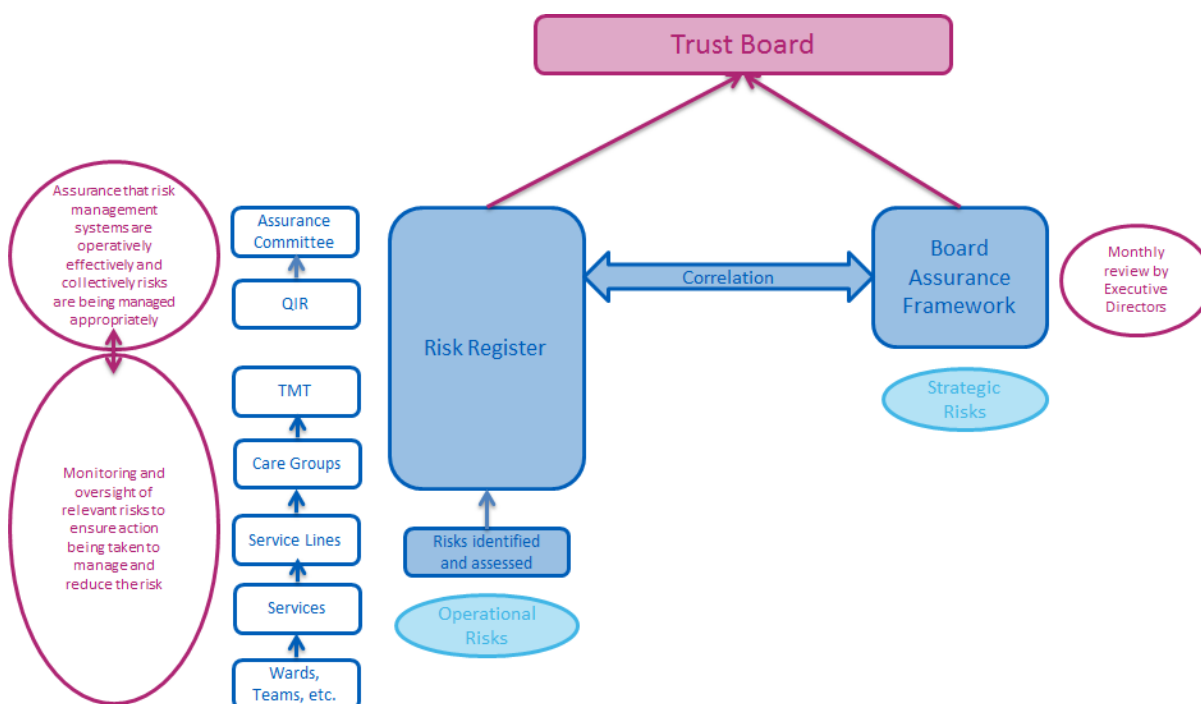 Trust Board
Assurance that risk
management
systems are
operatively
effectively and
collectively risks
are being managed
appropriately
Monitoring and
oversight of
relevant risks to
ensure action
being taken to
manage and
reduce the risk
Assurance
Committee
QIR
TMT
Care Groups
Service Lines
Services
Wards,
Teams, etc.
Risk Register
Risks identified
and assessed
Operational
Risks
Correlation
Board
Assurance
Framework
Strategic
Risks
Monthly
review by
Executive
Directors